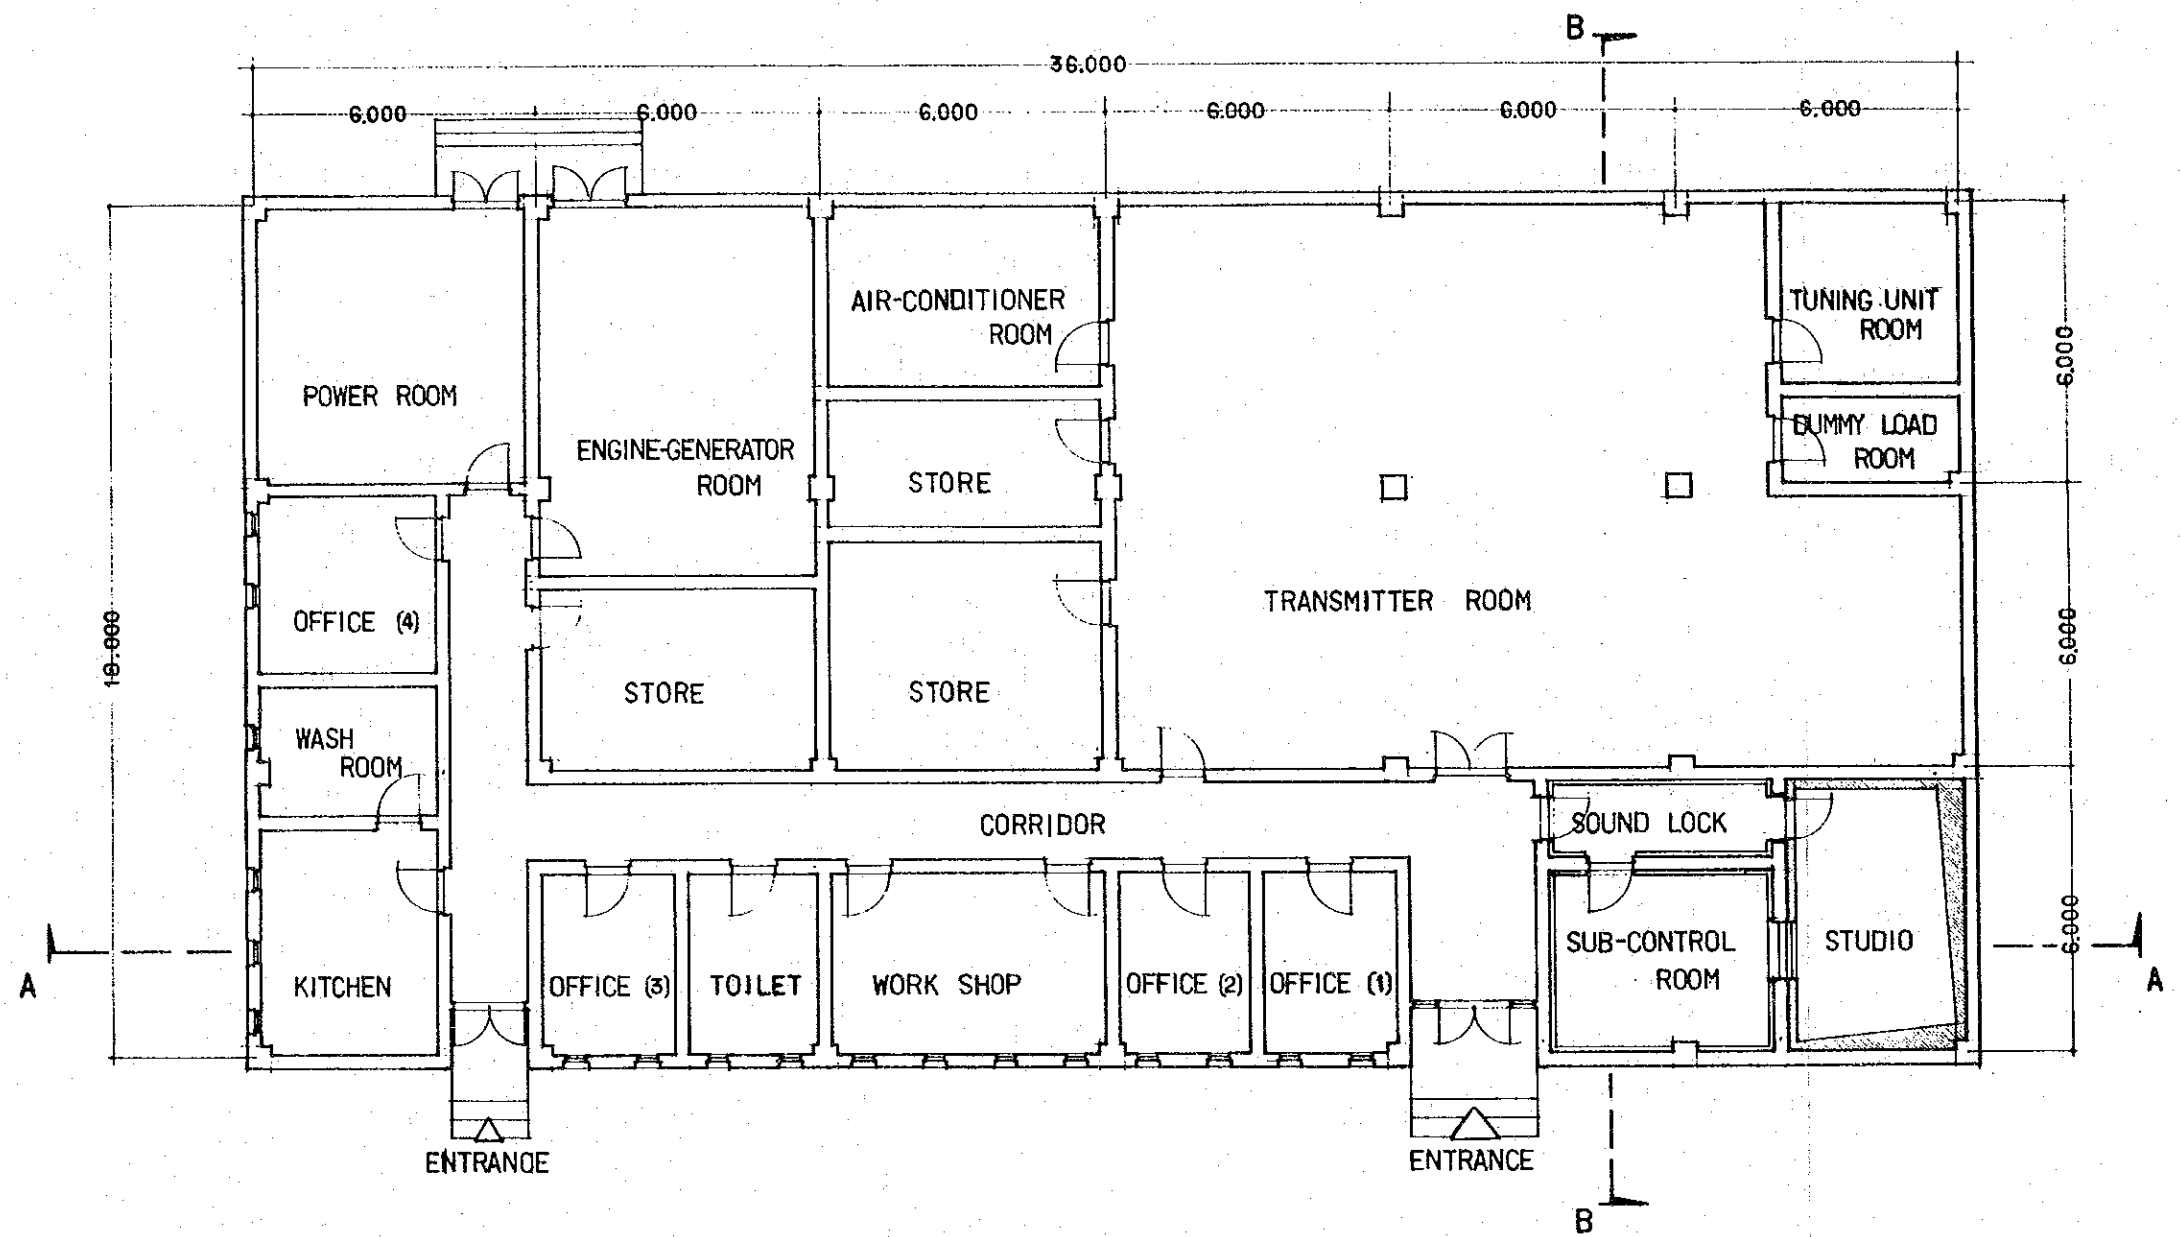 B
36.000
6.000 6.000 6.000 6.000 6.000 6.000
AIR-CONDITIONER
ROOM
TUNING UNIT
ROOM
6.000
POWER ROOM
DUMMY LOAD
ROOM
ENGINE-GENERATOR
ROOM
STORE
TRANSMITTER ROOM
OFFICE (4)
18.000
6.000
STORE
STORE
WASH
ROOM
CORRIDOR
SOUND LOCK
SUB-CONTROL
ROOM
STUDIO
6.000
A
KITCHEN
OFFICE (3)
TOILET
WORK SHOP
OFFICE (2)
OFFICE (1)
A
ENTRANCE
ENTRANCE
B